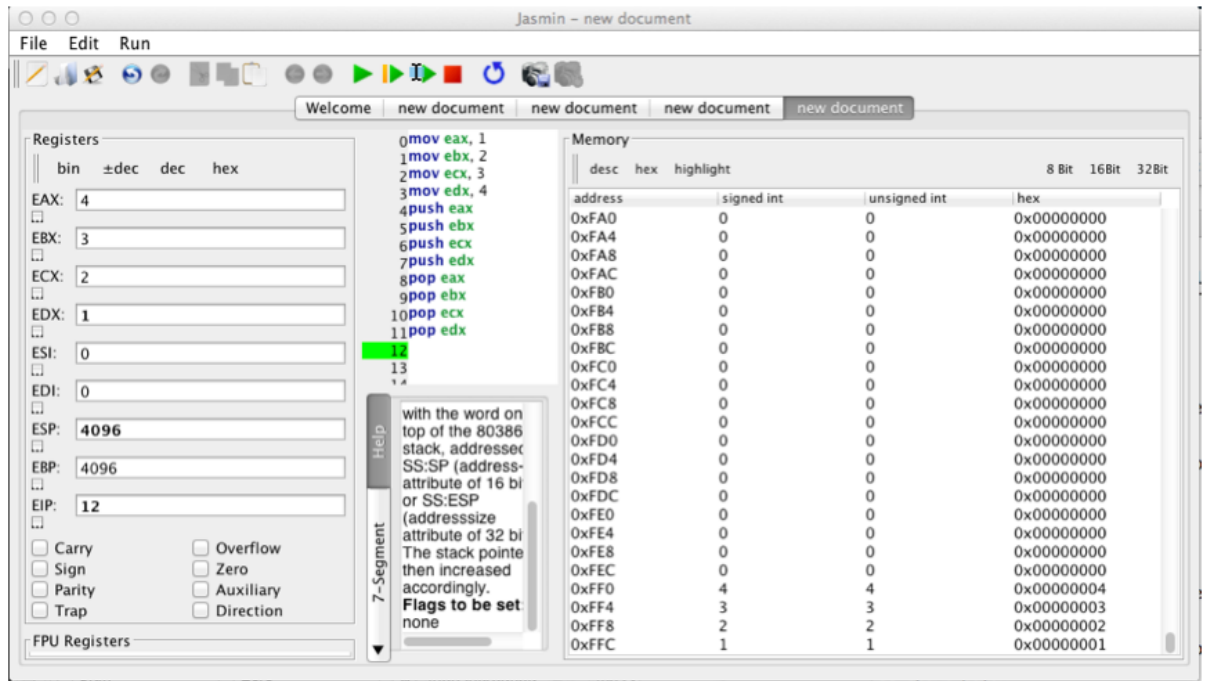 Jasmin – new document
File Edit Run
Welcome new document new document new document new document
Registers
bin ±dec dec hex
EAX: 4
EBX: 3
ECX: 2
EDX: 1
ESI: 0
EDI: 0
ESP: 4096
EBP: 4096
EIP: 12
Carry Overflow
Sign Zero
Parity Auxiliary
Trap Direction
FPU Registers
0 mov eax, 1
1 mov ebx, 2
2 mov ecx, 3
3 mov edx, 4
4 push eax
5 push ebx
6 push ecx
7 push edx
8 pop eax
9 pop ebx
10 pop ecx
11 pop edx
12
13
Help
7-Segment
with the word on
top of the 80386
stack, addressed
SS:SP (address-
attribute of 16 bi
or SS:ESP
(addresssize
attribute of 32 bi
The stack pointe
then increased
accordingly.
Flags to be set:
none
Memory
desc hex highlight 8 Bit 16Bit 32Bit
address signed int unsigned int hex
0xFA0 0 0 0x00000000
0xFA4 0 0 0x00000000
0xFA8 0 0 0x00000000
0xFAC 0 0 0x00000000
0xFB0 0 0 0x00000000
0xFB4 0 0 0x00000000
0xFB8 0 0 0x00000000
0xFBC 0 0 0x00000000
0xFC0 0 0 0x00000000
0xFC4 0 0 0x00000000
0xFC8 0 0 0x00000000
0xFCC 0 0 0x00000000
0xFD0 0 0 0x00000000
0xFD4 0 0 0x00000000
0xFD8 0 0 0x00000000
0xFDC 0 0 0x00000000
0xFE0 0 0 0x00000000
0xFE4 0 0 0x00000000
0xFE8 0 0 0x00000000
0xFEC 0 0 0x00000000
0xFF0 4 4 0x00000004
0xFF4 3 3 0x00000003
0xFF8 2 2 0x00000002
0xFFC 1 1 0x00000001